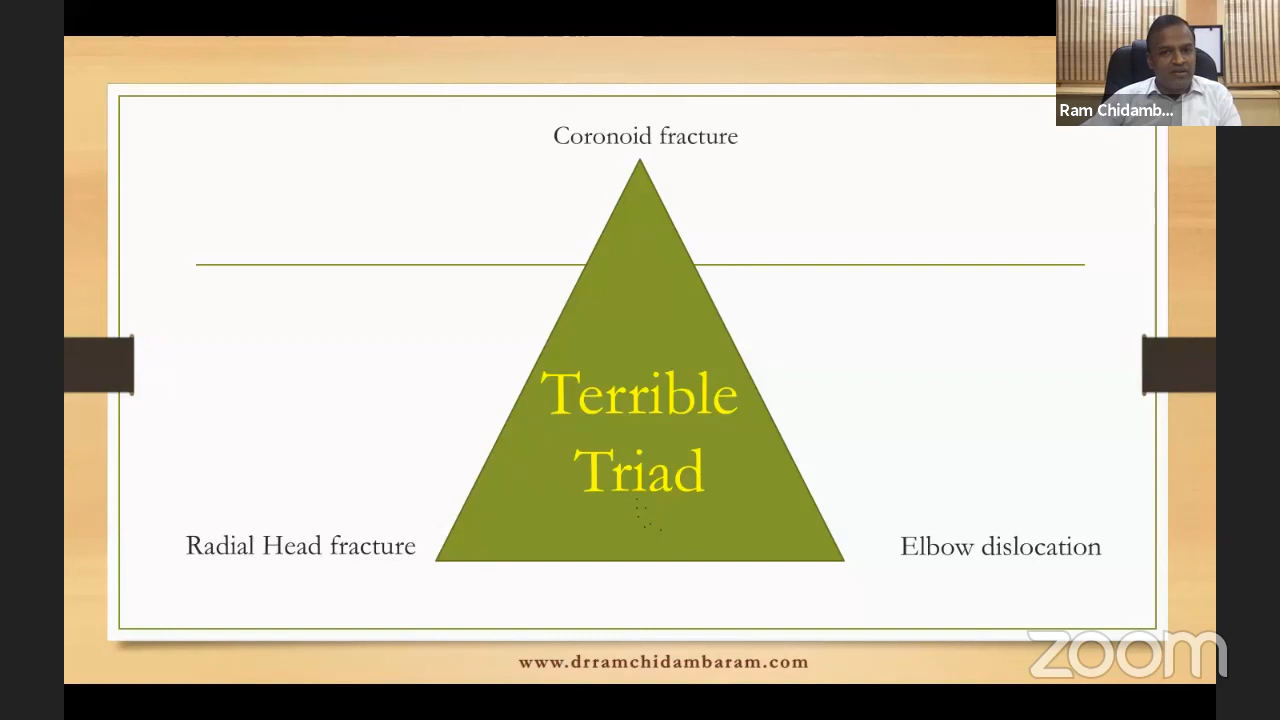 Ram Chidamb...
Coronoid fracture
Terrible
Triad
Radial Head fracture
Elbow dislocation
www.drramchidambaram.com
zoom